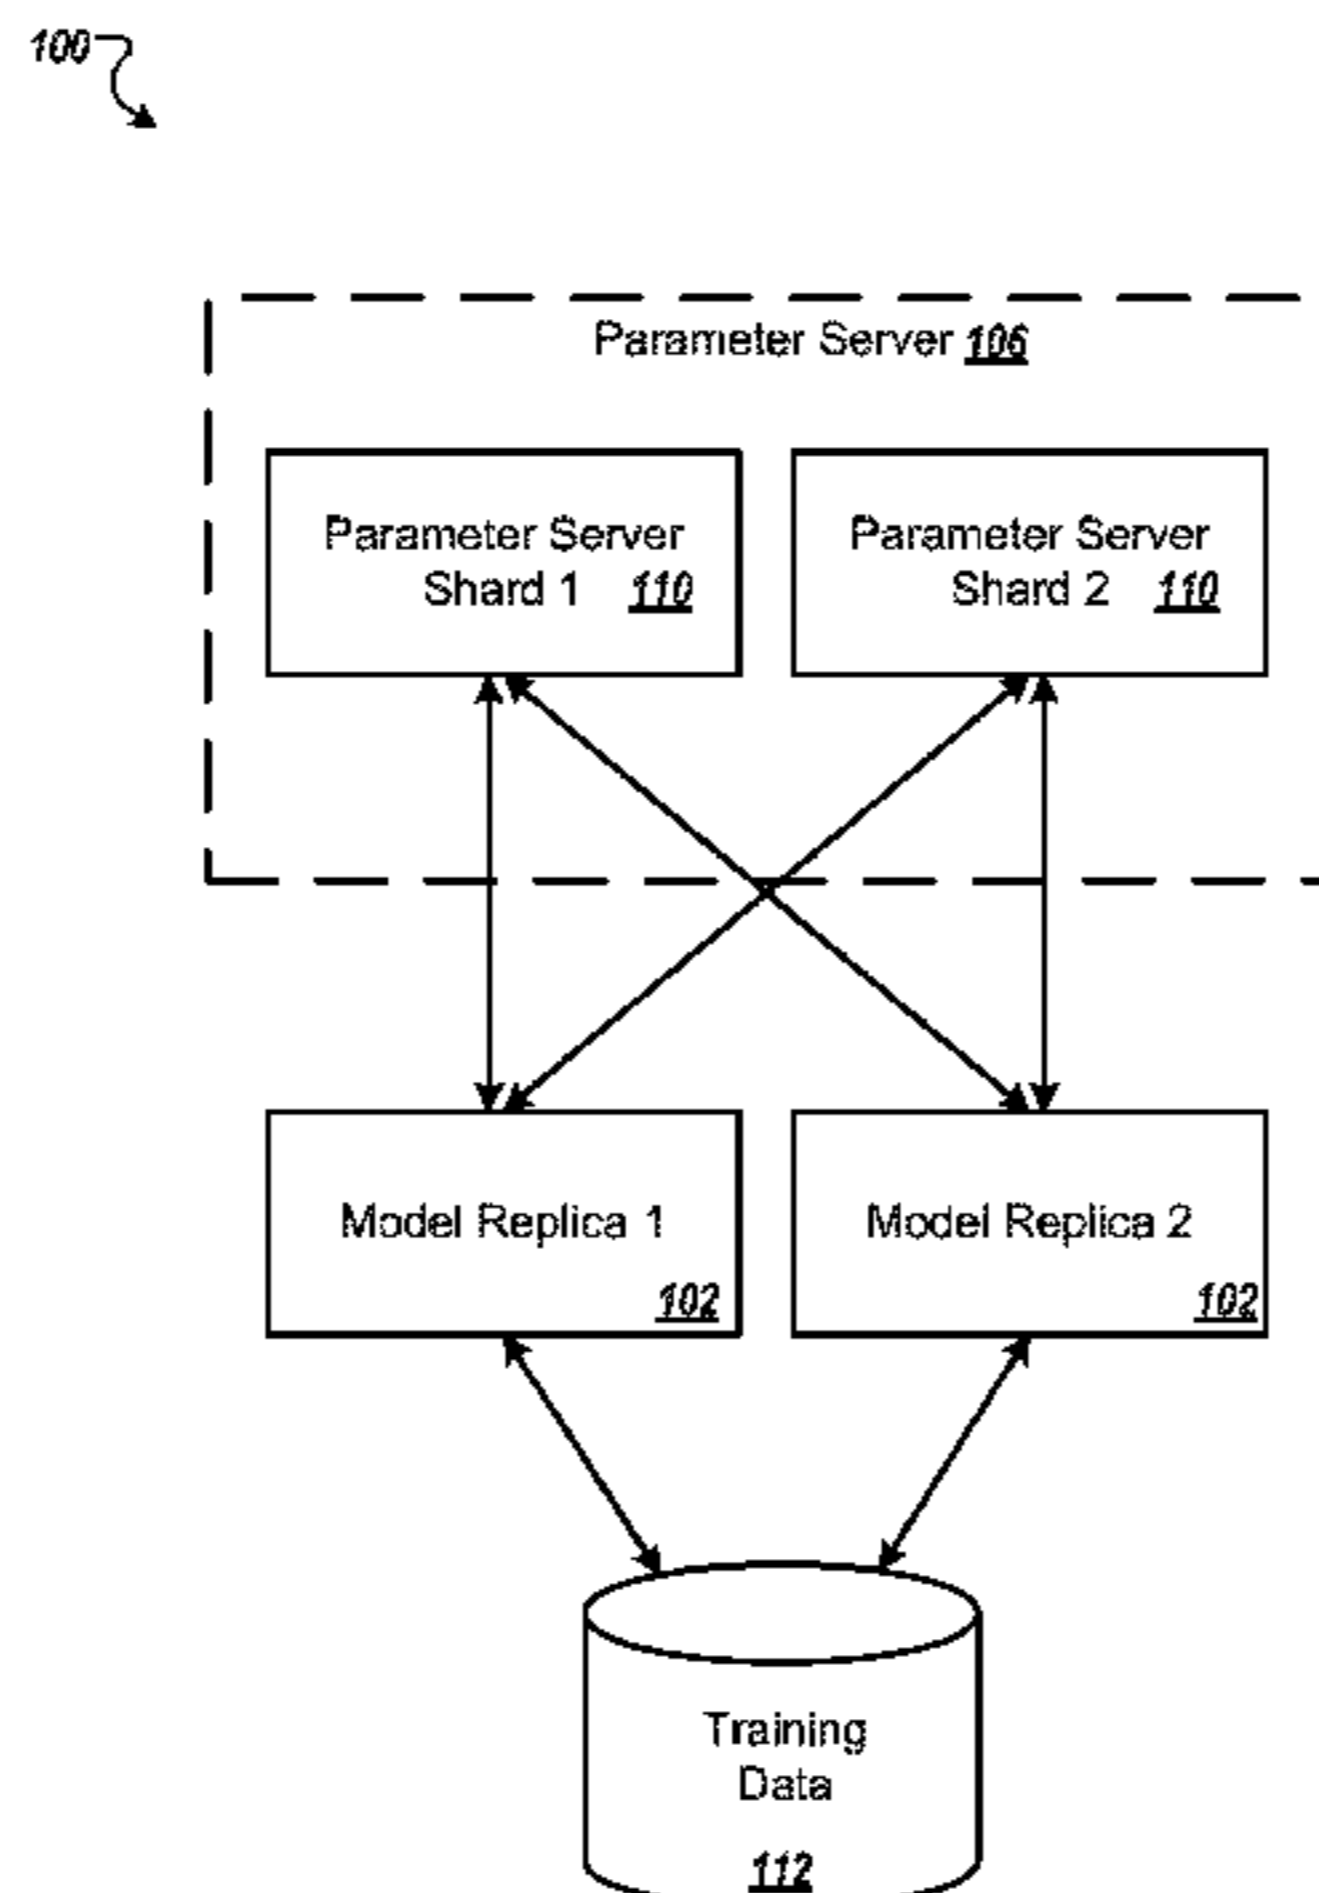 100
Parameter Server 106
Parameter Server
Shard 1 110
Parameter Server
Shard 2 110
Model Replica 1
102
Model Replica 2
102
Training
Data
112